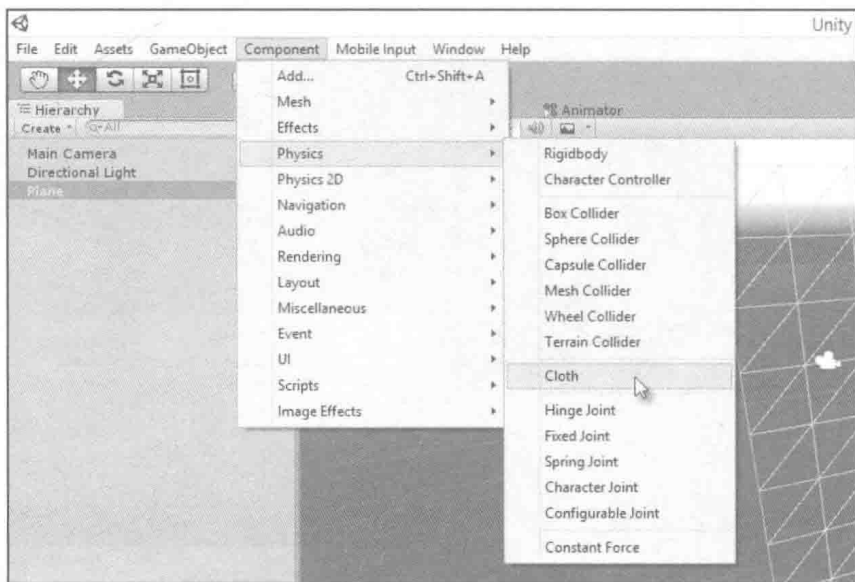 Unity
File Edit Assets GameObject Component Mobile Input Window Help
Hierarchy
Create All
Main Camera
Directional Light
Plane
Add... Ctrl+Shift+A
Mesh
Effects
Physics
Physics 2D
Navigation
Audio
Rendering
Layout
Miscellaneous
Event
UI
Scripts
Image Effects
Animator
Rigidbody
Character Controller
Box Collider
Sphere Collider
Capsule Collider
Mesh Collider
Wheel Collider
Terrain Collider
Cloth
Hinge Joint
Fixed Joint
Spring Joint
Character Joint
Configurable Joint
Constant Force